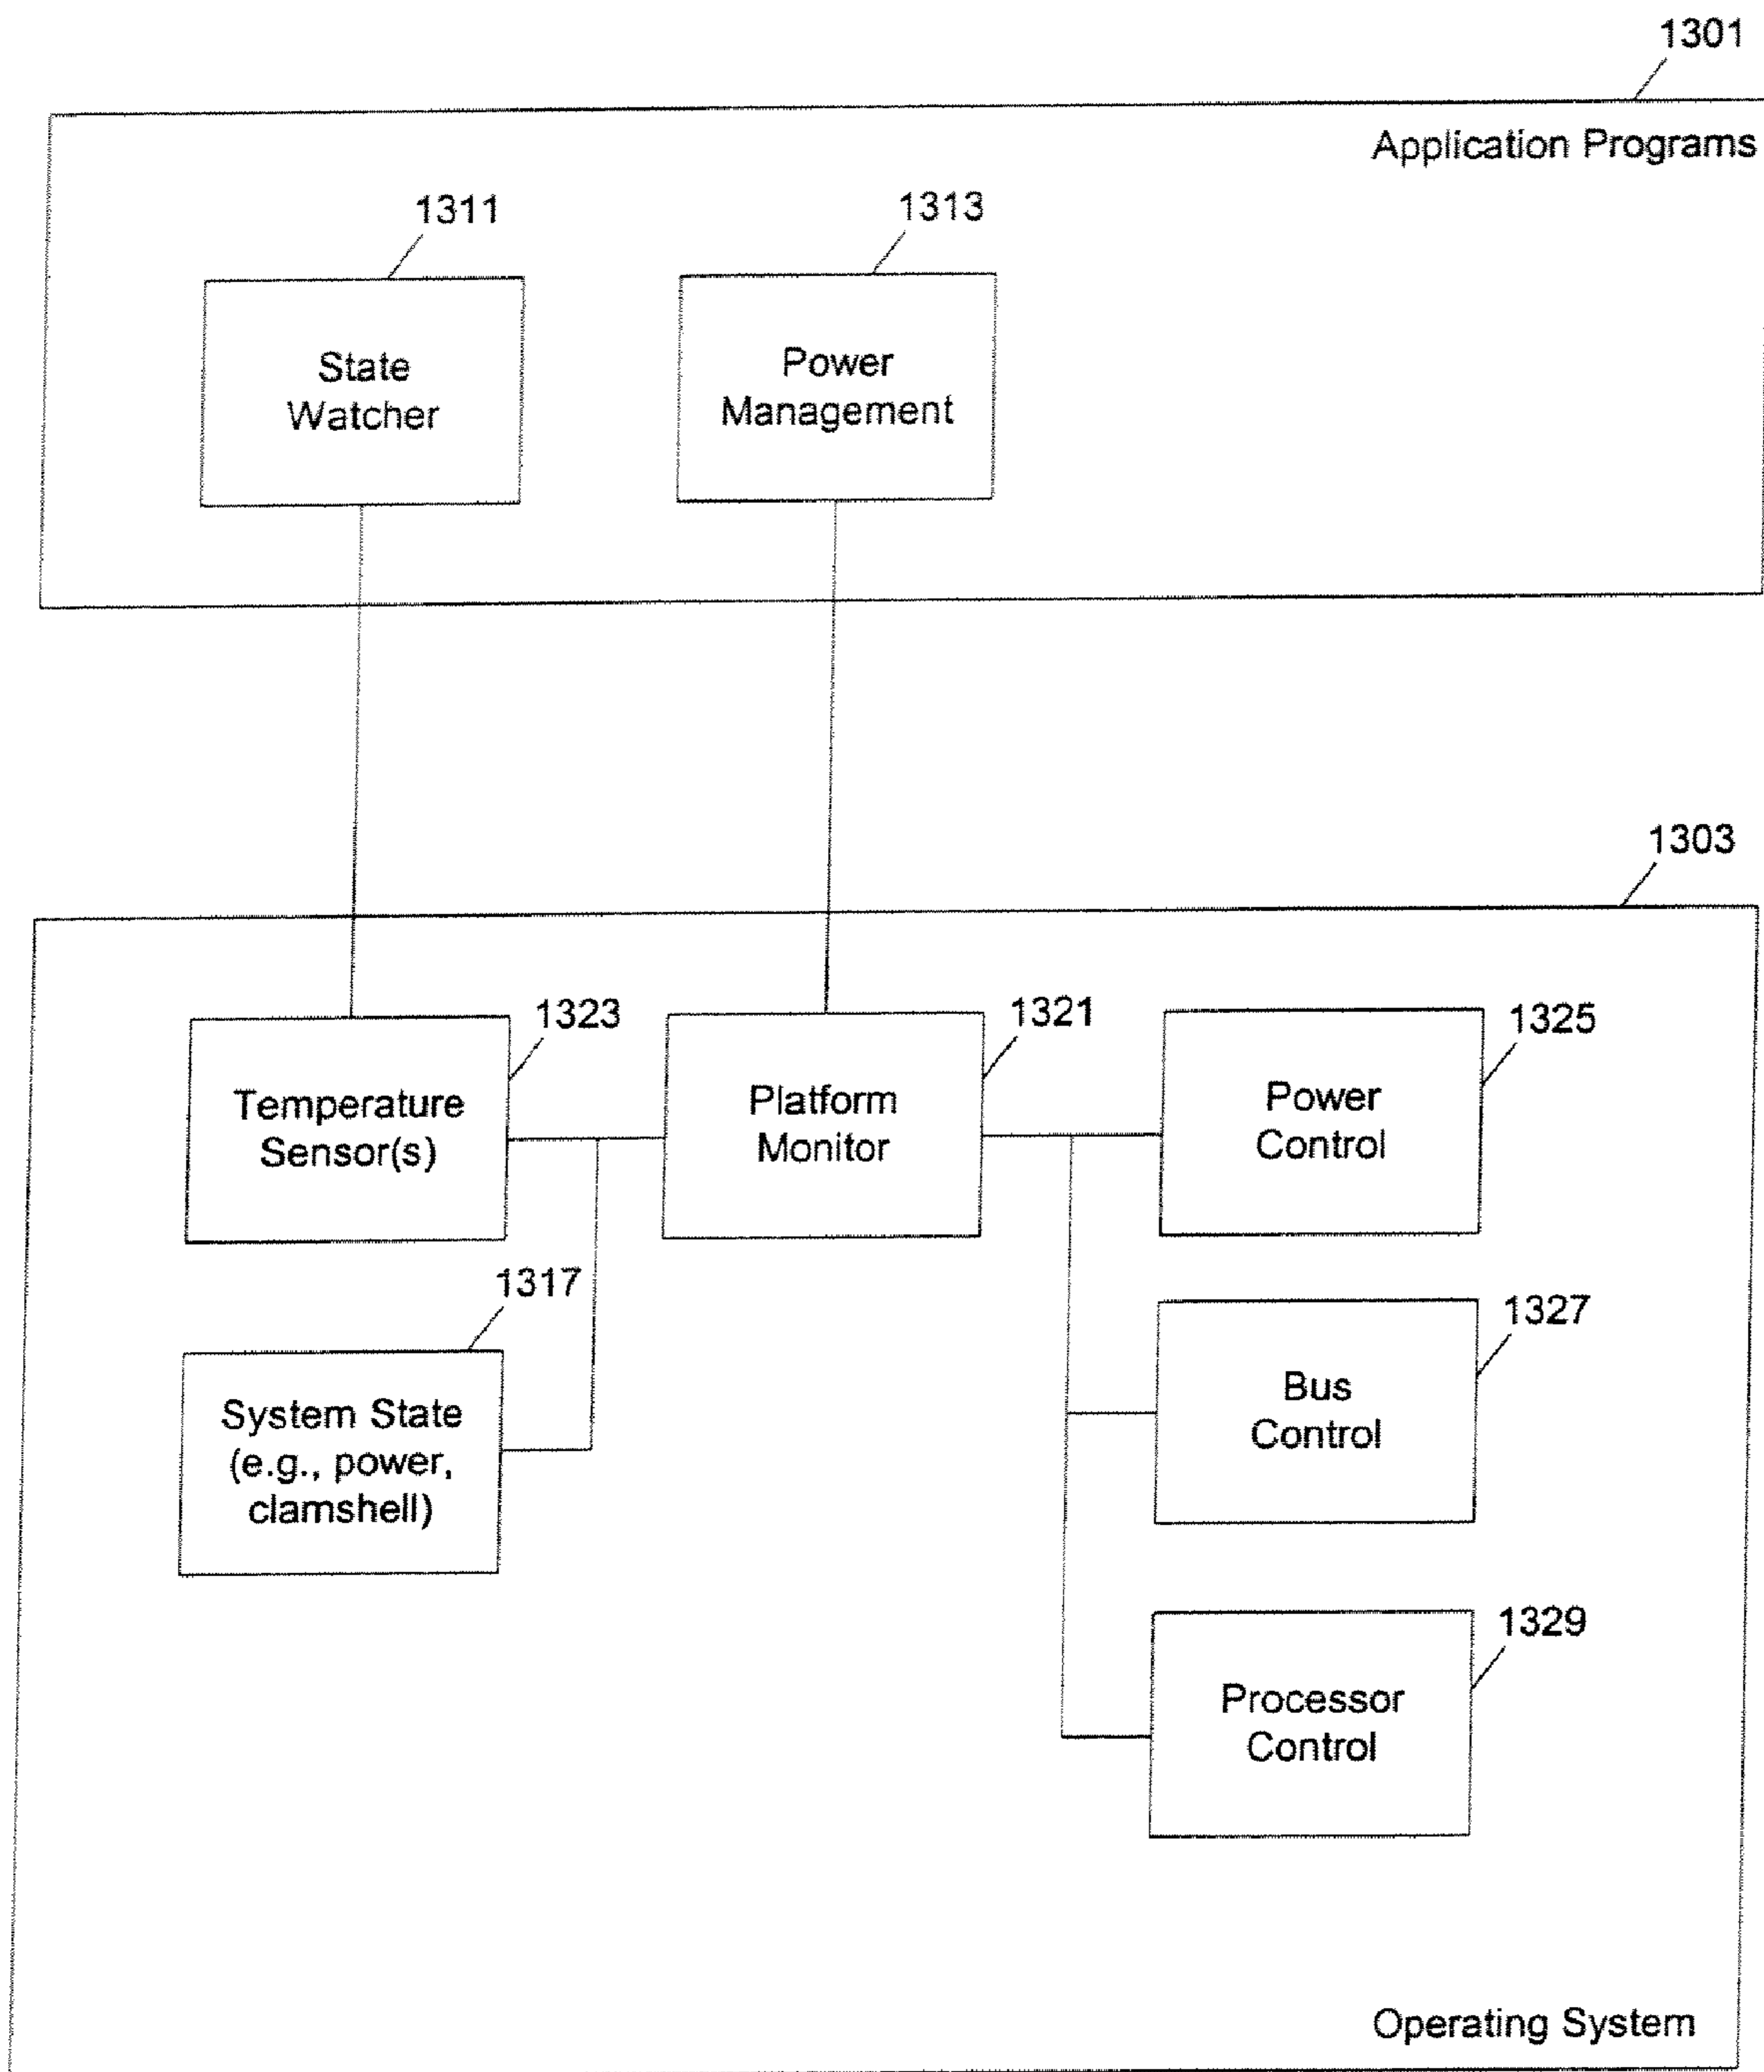 1301
Application Programs
1311
1313
State
Watcher
Power
Management
1303
1323
1321
1325
Temperature
Sensor(s)
Platform
Monitor
Power
Control
1317
1327
System State
(e.g., power,
clamshell)
Bus
Control
1329
Processor
Control
Operating System